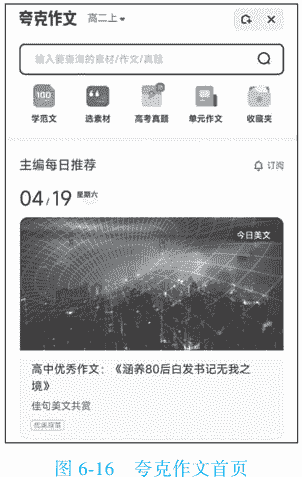 夸克作文 高二上
输入要查询的素材/作文/真题
100
学范文 选素材 高考真题 单元作文 收藏夹
主编每日推荐 订阅
04/19 星期六
今日美文
高中优秀作文：《涵养80后白发书记无我之
境》
佳句美文共赏
优美段落
图 6-16 夸克作文首页